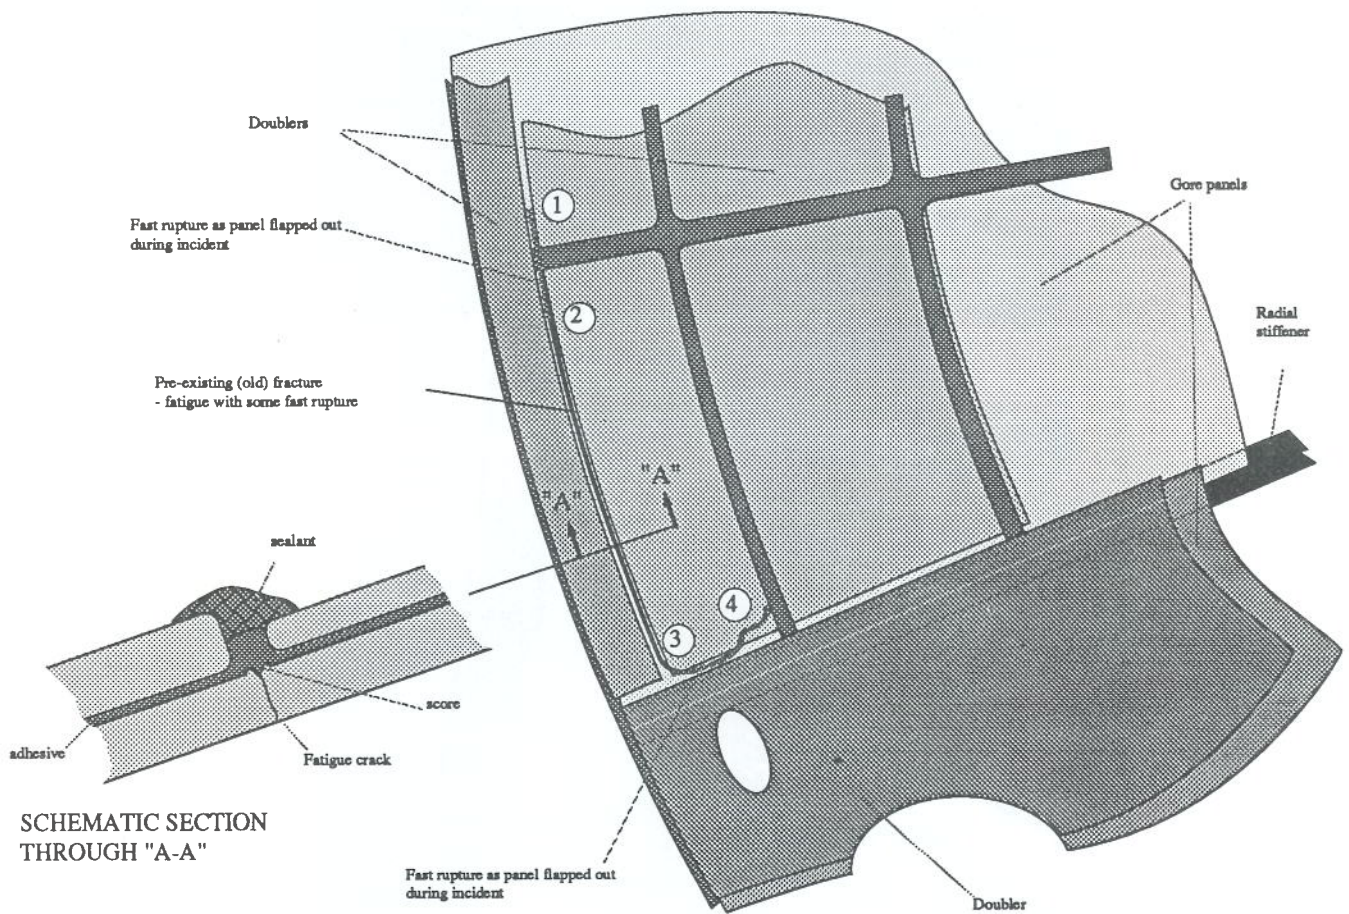 Doublers
Fast rupture as panel flapped out
during incident
Pre-existing (old) fracture
- fatigue with some fast rupture
1
2
3
4
"A"
"A"
Gore panels
Radial
stiffener
sealant
score
adhesive
Fatigue crack
SCHEMATIC SECTION
THROUGH "A-A"
Fast rupture as panel flapped out
during incident
Doubler